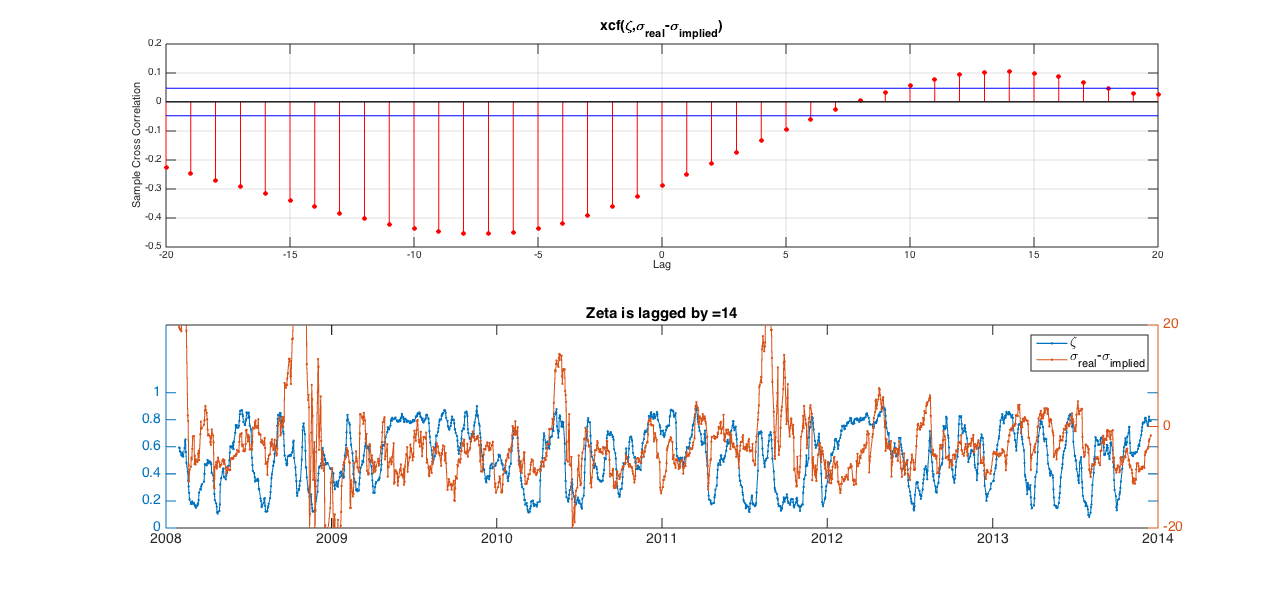 xcf(ζ,σreal-σimplied)
0.2
0.1
0
-0.1
-0.2
-0.3
-0.4
-0.5
Sample Cross Correlation
-20 -15 -10 -5 0 5 10 15 20
Lag
Zeta is lagged by =14
20
0
-20
1
0.8
0.6
0.4
0.2
0
ζ
σreal-σimplied
2008 2009 2010 2011 2012 2013 2014